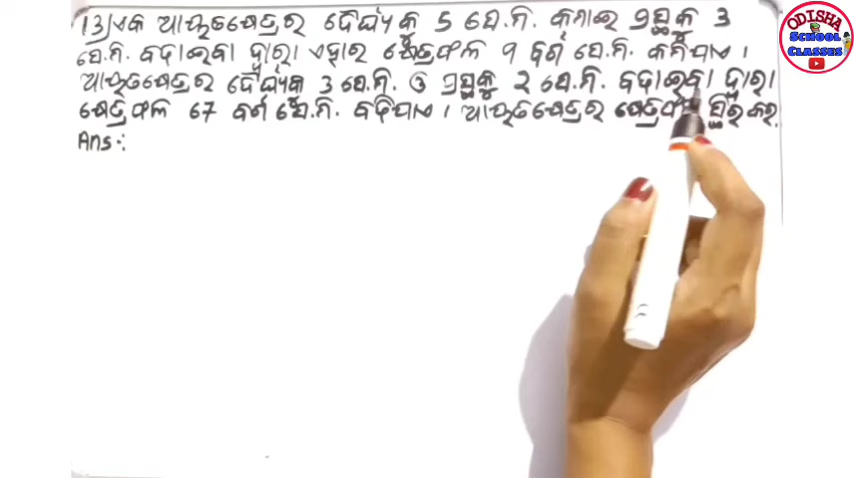 13) ଏକ ଆୟତକ୍ଷେତ୍ରର ଦୈର୍ଘ୍ୟକୁ 5 ସେ.ମି. କମାଇ ପ୍ରସ୍ଥକୁ 3
ସେ.ମି. ବଢାଇବା ଦ୍ୱାରା ଏହାର କ୍ଷେତ୍ରଫଳ 9 ବର୍ଗ ସେ.ମି. କମିଯାଏ ।
ଆୟତକ୍ଷେତ୍ରର ଦୈର୍ଘ୍ୟକୁ 3 ସେ.ମି. ଓ ପ୍ରସ୍ଥକୁ 2 ସେ.ମି. ବଢାଇବା ଦ୍ୱାରା
କ୍ଷେତ୍ରଫଳ 67 ବର୍ଗ ସେ.ମି. ବଢିଯାଏ । ଆୟତକ୍ଷେତ୍ରର ସ୍ଥିର କର
Ans:
ODISHA
SCHOOL
CLASSES